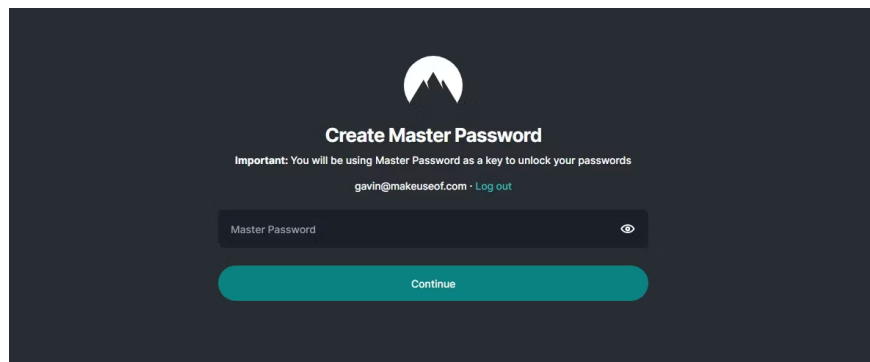 Create Master Password
Important: You will be using Master Password as a key to unlock your passwords
gavin@makeuseof.com · Log out
Master Password
Continue